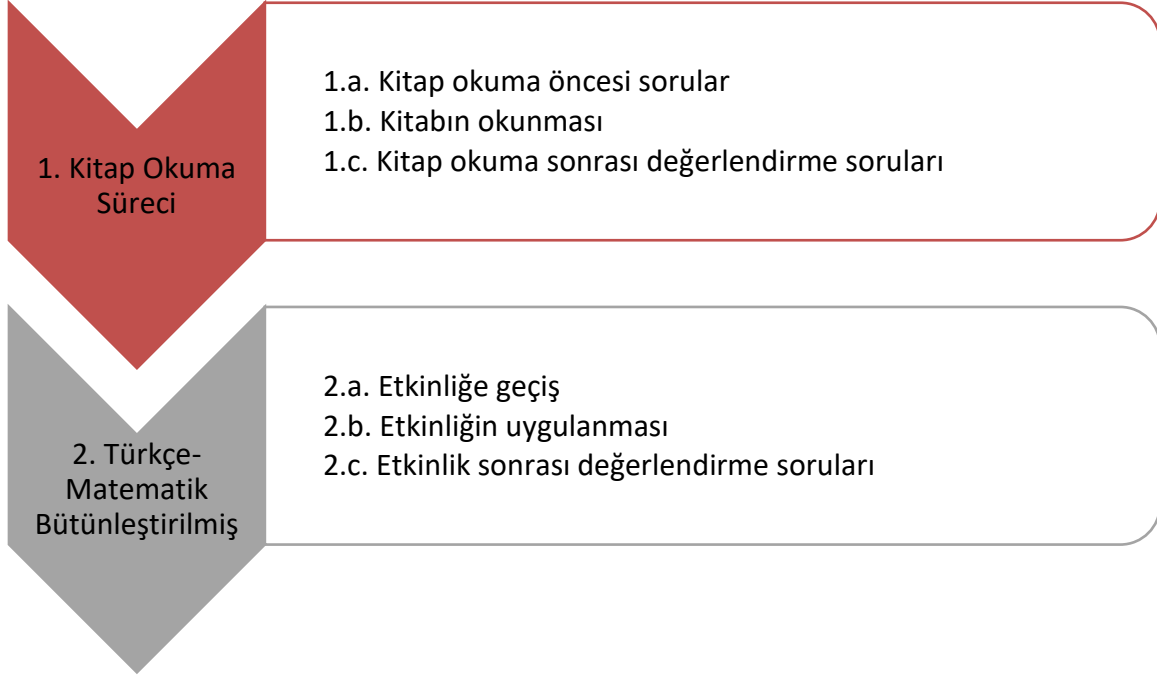 1. Kitap Okuma
Süreci
1.a. Kitap okuma öncesi sorular
1.b. Kitabın okunması
1.c. Kitap okuma sonrası değerlendirme soruları
2. Türkçe-
Matematik
Bütünleştirilmiş
2.a. Etkinliğe geçiş
2.b. Etkinliğin uygulanması
2.c. Etkinlik sonrası değerlendirme soruları